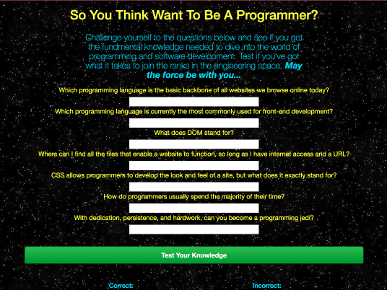 So You Think Want To Be A Programmer?
Challenge yourself to the questions below and see if you got
the fundmental knowledge needed to dive into the world of
programming and software development. Test if you've got
what it takes to join the ranks in the engineering space. May
the force be with you...
Which programming language is the basic backbone of all websites we browse online today?
Which programming language is currently the most commonly used for front-end development?
What does DOM stand for?
Where can I find all the files that enable a website to function, so long as I have internet access and a URL?
CSS allows programmers to develop the look and feel of a site, but what does it exactly stand for?
How do programmers usually spend the majority of their time?
With dedication, persistence, and hardwork, can you become a programming jedi?
Test Your Knowledge
Correct: Incorrect: